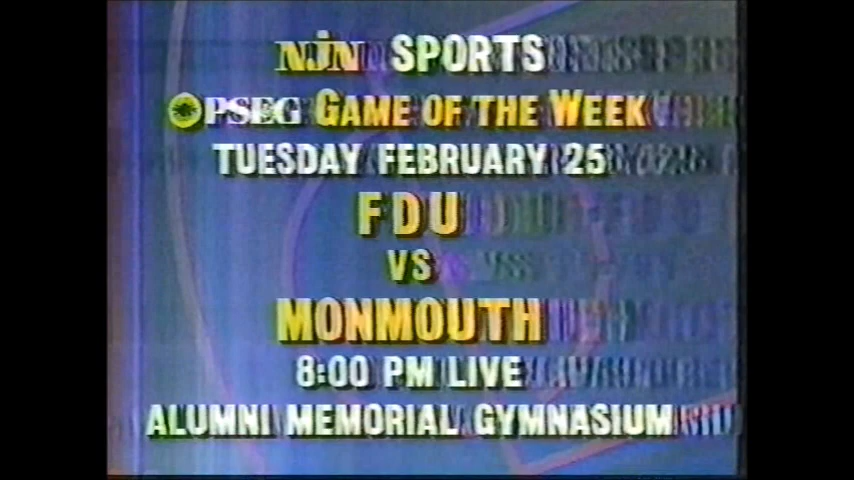 NJN SPORTS
PSEG GAME OF THE WEEK
TUESDAY FEBRUARY 25
FDU
VS
MONMOUTH
8:00 PM LIVE
ALUMNI MEMORIAL GYMNASIUM